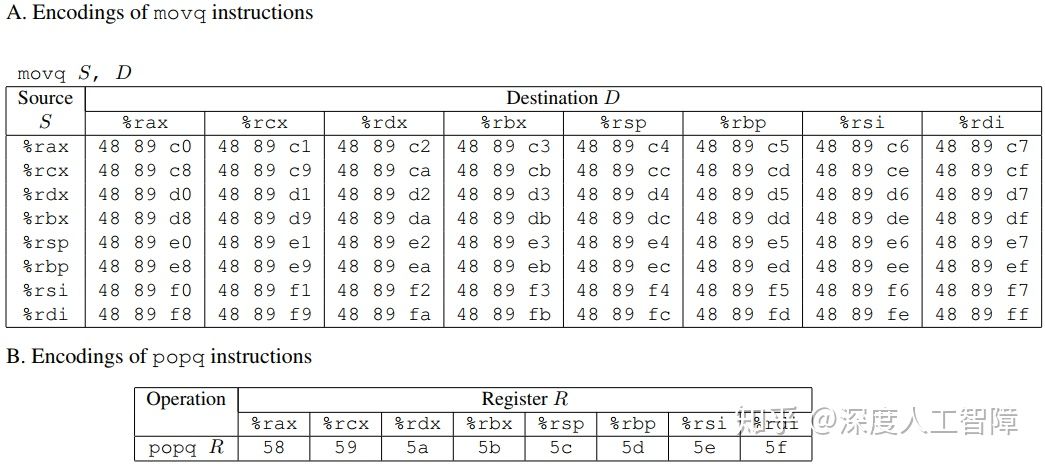 A. Encodings of movq instructions
movq S, D
Source Destination D
S %rax %rcx %rdx %rbx %rsp %rbp %rsi %rdi
%rax 48 89 c0 48 89 c1 48 89 c2 48 89 c3 48 89 c4 48 89 c5 48 89 c6 48 89 c7
%rcx 48 89 c8 48 89 c9 48 89 ca 48 89 cb 48 89 cc 48 89 cd 48 89 ce 48 89 cf
%rdx 48 89 d0 48 89 d1 48 89 d2 48 89 d3 48 89 d4 48 89 d5 48 89 d6 48 89 d7
%rbx 48 89 d8 48 89 d9 48 89 da 48 89 db 48 89 dc 48 89 dd 48 89 de 48 89 df
%rsp 48 89 e0 48 89 e1 48 89 e2 48 89 e3 48 89 e4 48 89 e5 48 89 e6 48 89 e7
%rbp 48 89 e8 48 89 e9 48 89 ea 48 89 eb 48 89 ec 48 89 ed 48 89 ee 48 89 ef
%rsi 48 89 f0 48 89 f1 48 89 f2 48 89 f3 48 89 f4 48 89 f5 48 89 f6 48 89 f7
%rdi 48 89 f8 48 89 f9 48 89 fa 48 89 fb 48 89 fc 48 89 fd 48 89 fe 48 89 ff
B. Encodings of popq instructions
Operation Register R
%rax %rcx %rdx %rbx %rsp %rbp %rsi %rdi
popq R 58 59 5a 5b 5c 5d 5e 5f
知乎 @深度人工智障